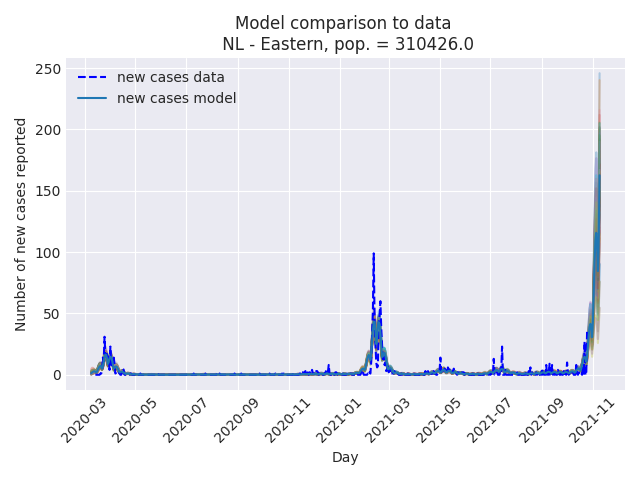 Model comparison to data
NL - Eastern, pop. = 310426.0
new cases data
new cases model
Number of new cases reported
250
200
150
100
50
0
2020-03
2020-05
2020-07
2020-09
2020-11
2021-01
2021-03
2021-05
2021-07
2021-09
2021-11
Day